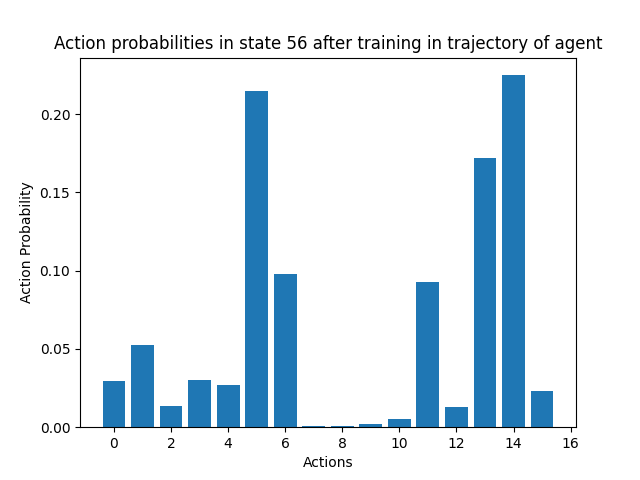 Action probabilities in state 56 after training in trajectory of agent
Action Probability
0.20
0.15
0.10
0.05
0.00
0 2 4 6 8 10 12 14 16
Actions